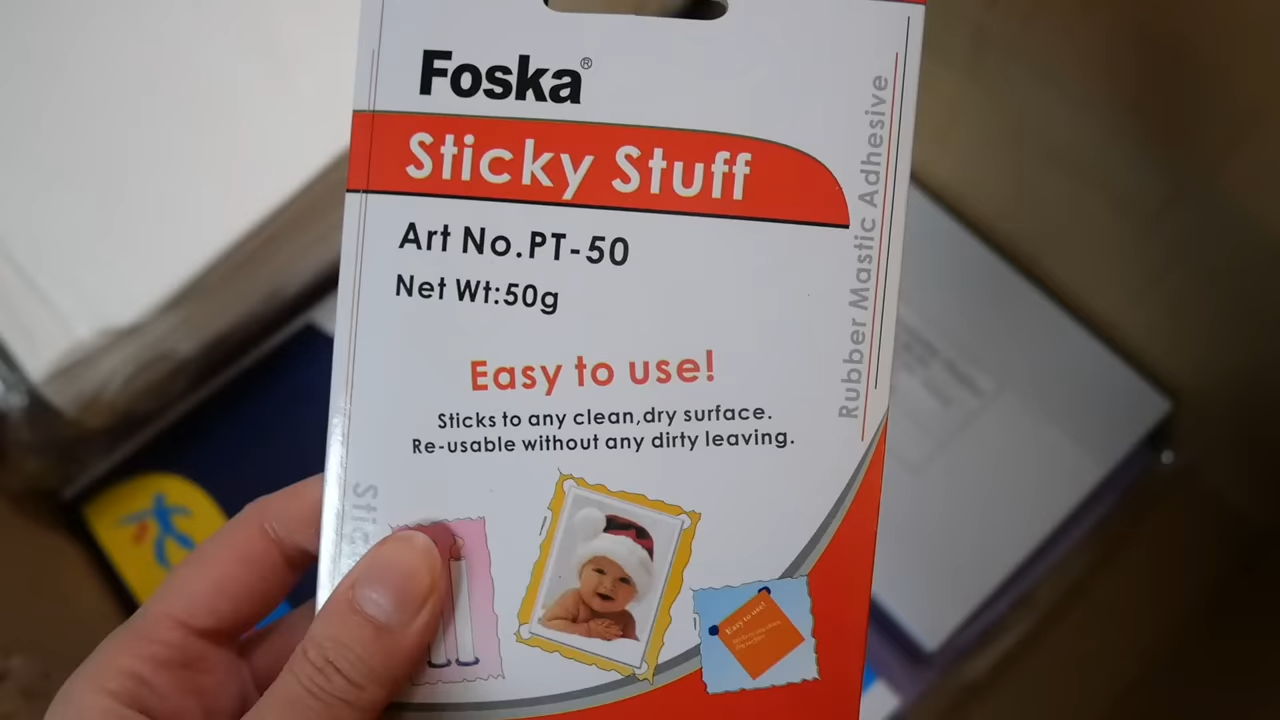 Foska®
Sticky Stuff
Art No.PT-50
Net Wt:50g
Easy to use!
Sticks to any clean,dry surface.
Re-usable without any dirty leaving.
Rubber Mastic Adhesive
Stic
Easy to use!